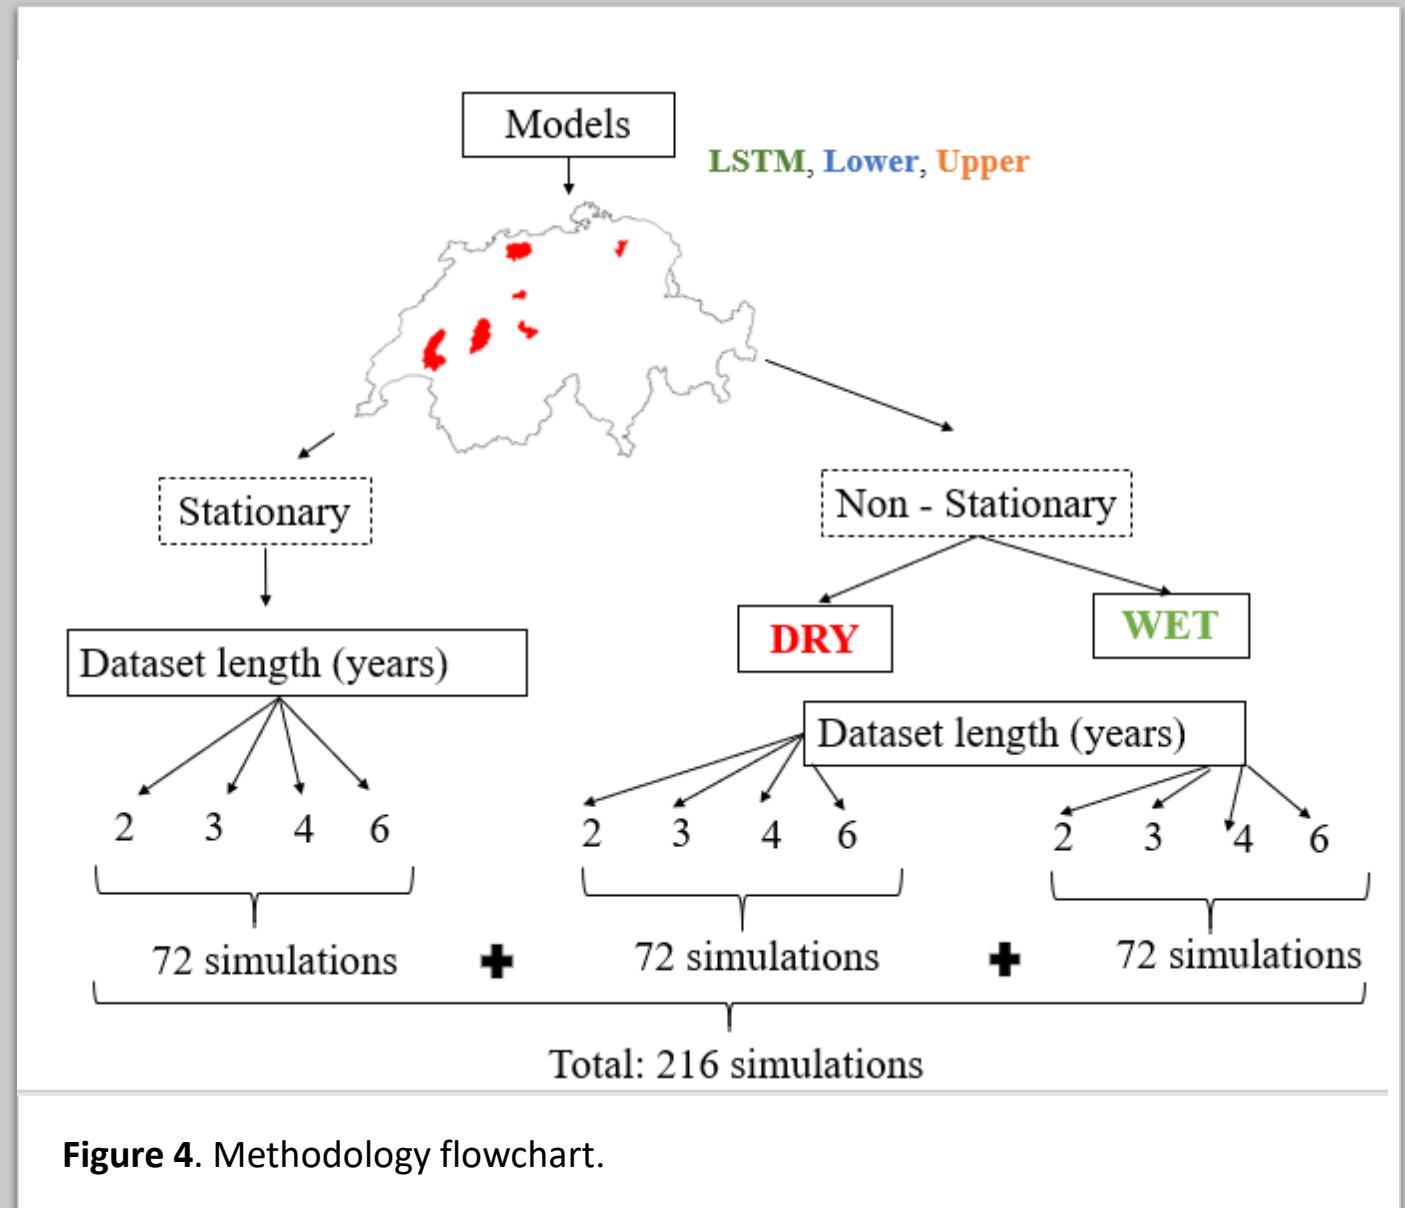 Models
LSTM, Lower, Upper
Stationary
Non - Stationary
DRY
WET
Dataset length (years)
Dataset length (years)
2 3 4 6
2 3 4 6
2 3 4 6
72 simulations
72 simulations
72 simulations
Total: 216 simulations
Figure 4. Methodology flowchart.